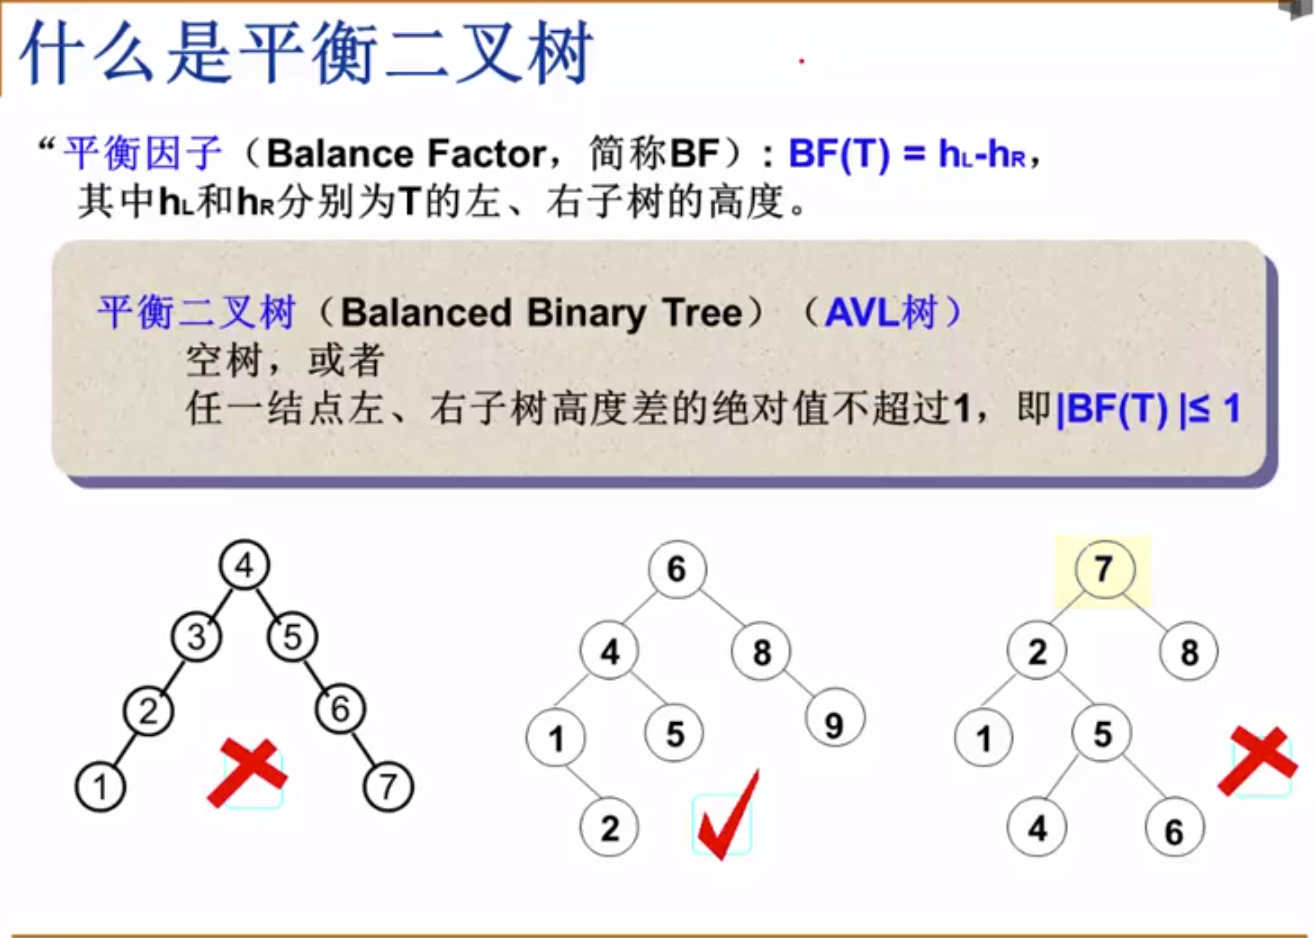 什么是平衡二叉树
“平衡因子（Balance Factor，简称BF）: BF(T) = hL-hR，
其中hL和hR分别为T的左、右子树的高度。
平衡二叉树（Balanced Binary Tree）（AVL树）
空树，或者
任一结点左、右子树高度差的绝对值不超过1，即|BF(T) |≤ 1
4
3 5
2 6
1 7
6
4 8
1 5 9
2
7
2 8
1 5
4 6